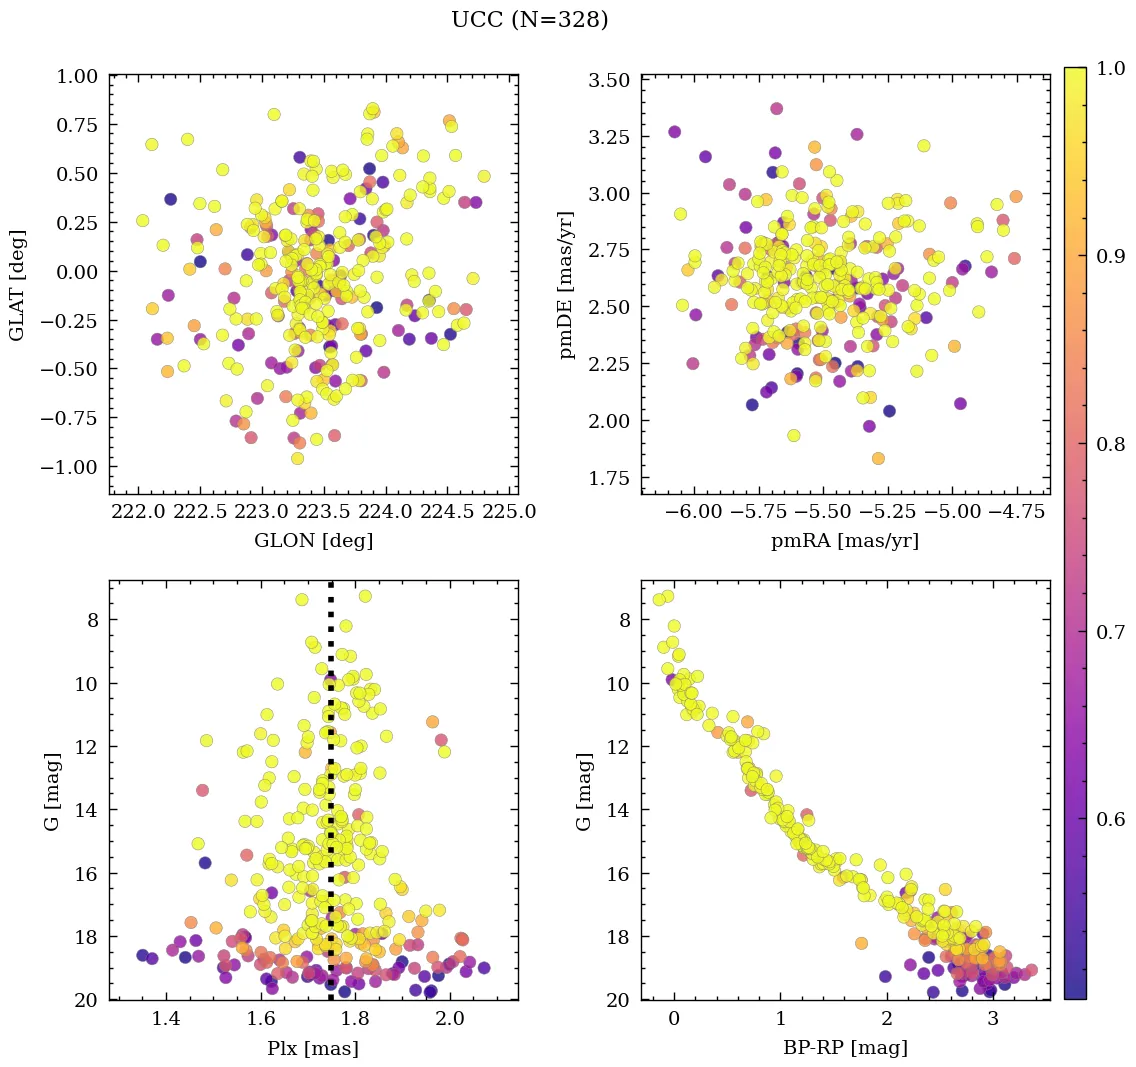 UCC (N=328)
1.00
0.75
0.50
0.25
0.00
−0.25
−0.50
−0.75
−1.00
GLAT [deg]
222.0 222.5 223.0 223.5 224.0 224.5 225.0
GLON [deg]
3.50
3.25
3.00
2.75
2.50
2.25
2.00
1.75
pmDE [mas/yr]
−6.00 −5.75 −5.50 −5.25 −5.00 −4.75
pmRA [mas/yr]
1.0
0.9
0.8
0.7
0.6
8
10
12
14
16
18
20
G [mag]
1.4 1.6 1.8 2.0
Plx [mas]
8
10
12
14
16
18
20
G [mag]
0 1 2 3
BP-RP [mag]